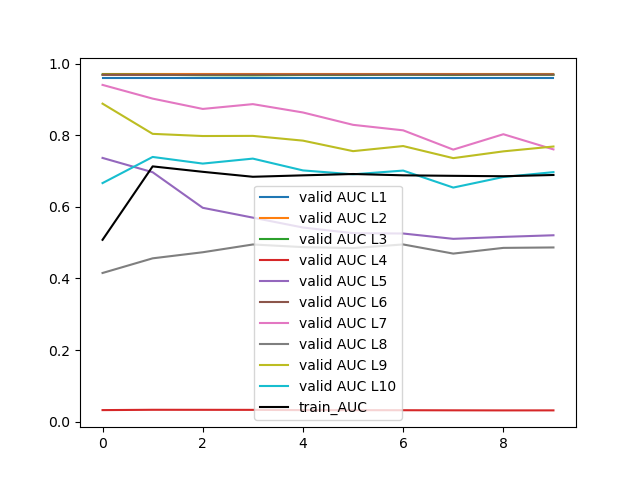 1.0
0.8
0.6
0.4
0.2
0.0
0 2 4 6 8
valid AUC L1
valid AUC L2
valid AUC L3
valid AUC L4
valid AUC L5
valid AUC L6
valid AUC L7
valid AUC L8
valid AUC L9
valid AUC L10
train_AUC